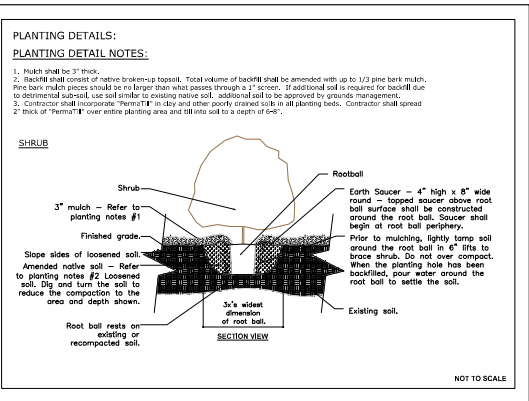 PLANTING DETAILS:
PLANTING DETAIL NOTES:
1. Mulch shall be 3" thick.
2. Backfill shall consist of native broken-up topsoil. Total volume of backfill shall be amended with up to 1/3 pine bark mulch.
Pine bark mulch pieces should be no larger than what passes through a 1" screen. If additional soil is required for backfill due
to detrimental sub-soil, use soil similar to existing native soil. additional soil to be approved by grounds management.
3. Contractor shall incorporate "PermaTill" in clay and other poorly drained soils in all planting beds. Contractor shall spread
2" thick of "PermaTill" over entire planting area and till into soil to a depth of 6-8".
SHRUB
Shrub
3" mulch – Refer to
planting notes #1
Finished grade.
Slope sides of loosened soil.
Amended native soil – Refer
to planting notes #2 Loosened
soil. Dig and turn the soil to
reduce the compaction to the
area and depth shown.
Root ball rests on
existing or
recompacted soil.
3x's widest
dimension
of root ball.
SECTION VIEW
Rootball
Earth Saucer – 4" high x 8" wide
round – tapped saucer above root
ball surface shall be constructed
around the root ball. Saucer shall
begin at root ball periphery.
Prior to mulching, lightly tamp soil
around the root ball in 6" lifts to
brace shrub. Do not over compact.
When the planting hole has been
backfilled, pour water around the
root ball to settle the soil.
Existing soil.
NOT TO SCALE